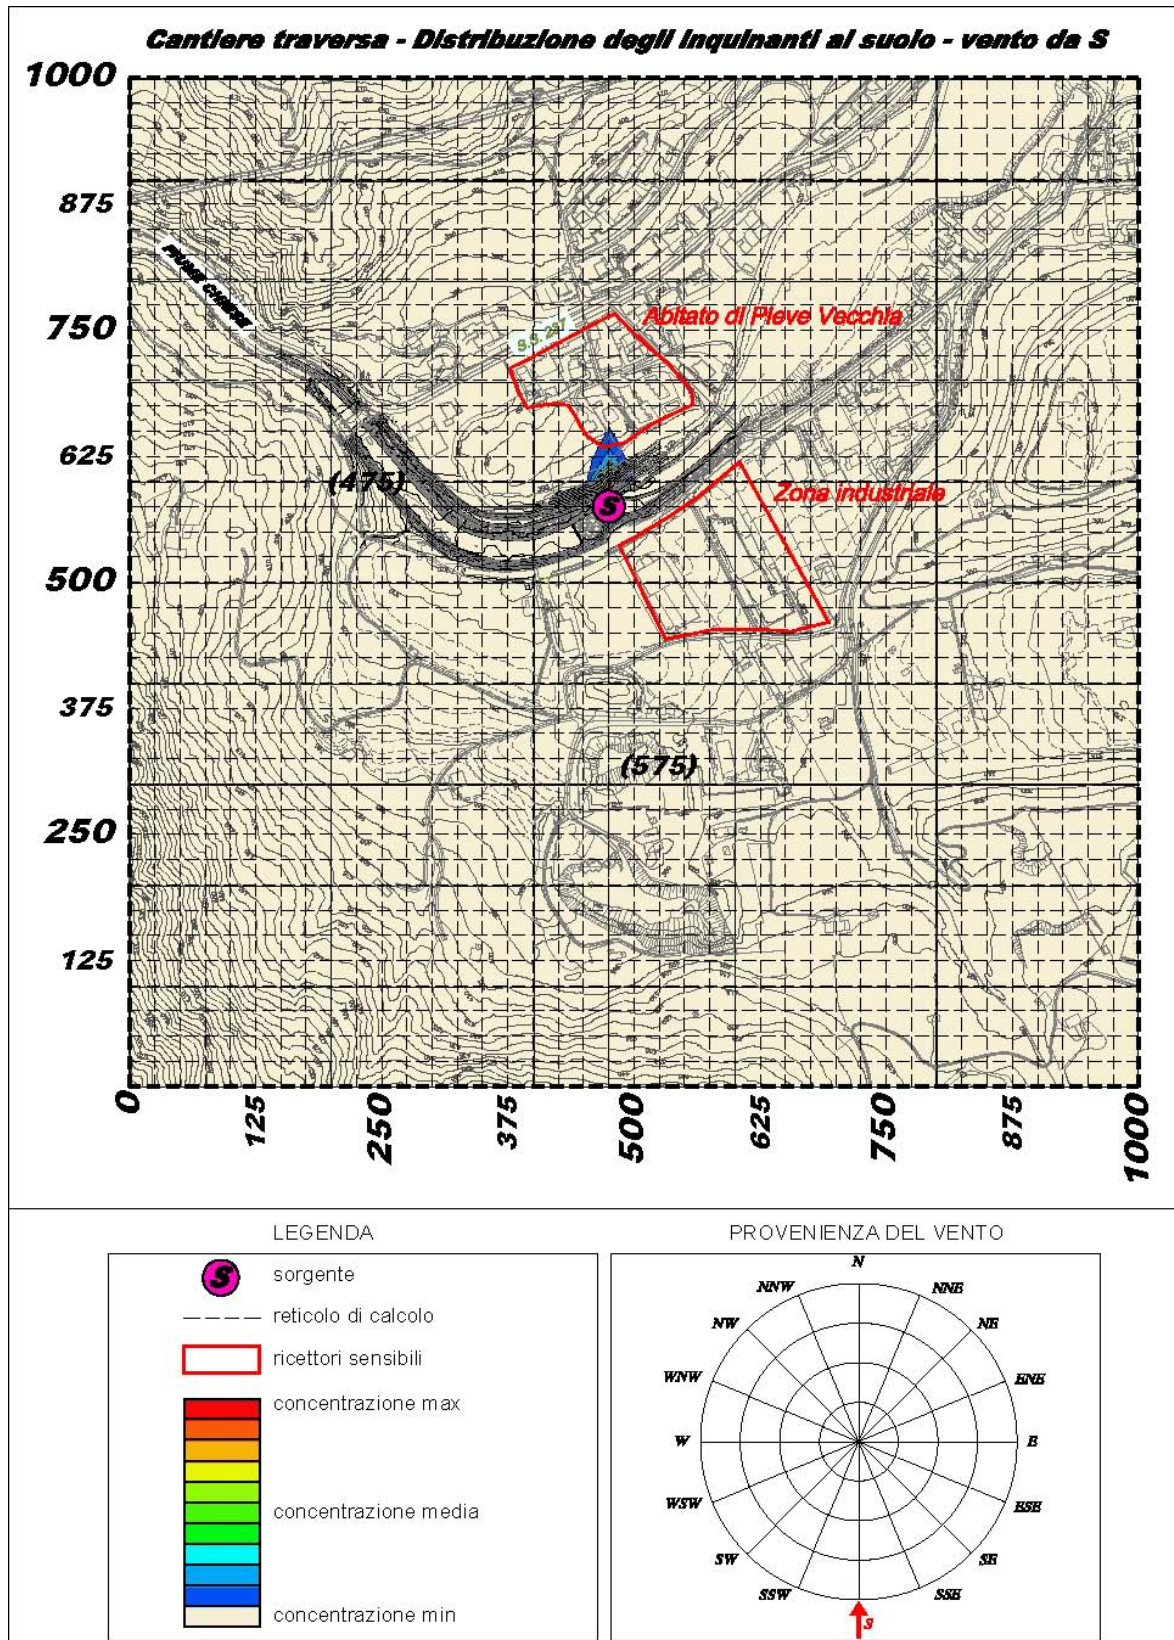 Cantiere traversa - Distribuzione degli inquinanti al suolo - vento da S
1000
875
750
625
500
375
250
125
0
125
250
375
500
625
750
875
1000
FIUME CHIESE
S.S. 237
Abitato di Pieve Vecchia
(475)
S
Zona industriale
(575)
LEGENDA
S
sorgente
reticolo di calcolo
ricettori sensibili
concentrazione max
concentrazione media
concentrazione min
PROVENIENZA DEL VENTO
N
NNW
NNE
NW
NE
WNW
ENE
W
E
WSW
ESE
SW
SE
SSW
SSE
S